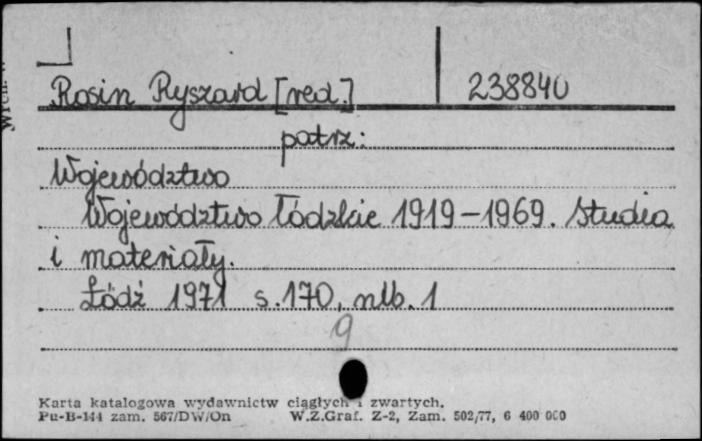 Rosin Ryszard [red.] 238840
patrz:
Województwo
Województwo łódzkie 1919-1969. Studia
i materiały.
Łódź 1971 s. 170, nlb. 1
9
Karta katalogowa wydawnictw ciągłych i zwartych.
Pu-B-144 zam. 567/DW/On W.Z.Graf. Z-2, Zam. 502/77, 6 400 000